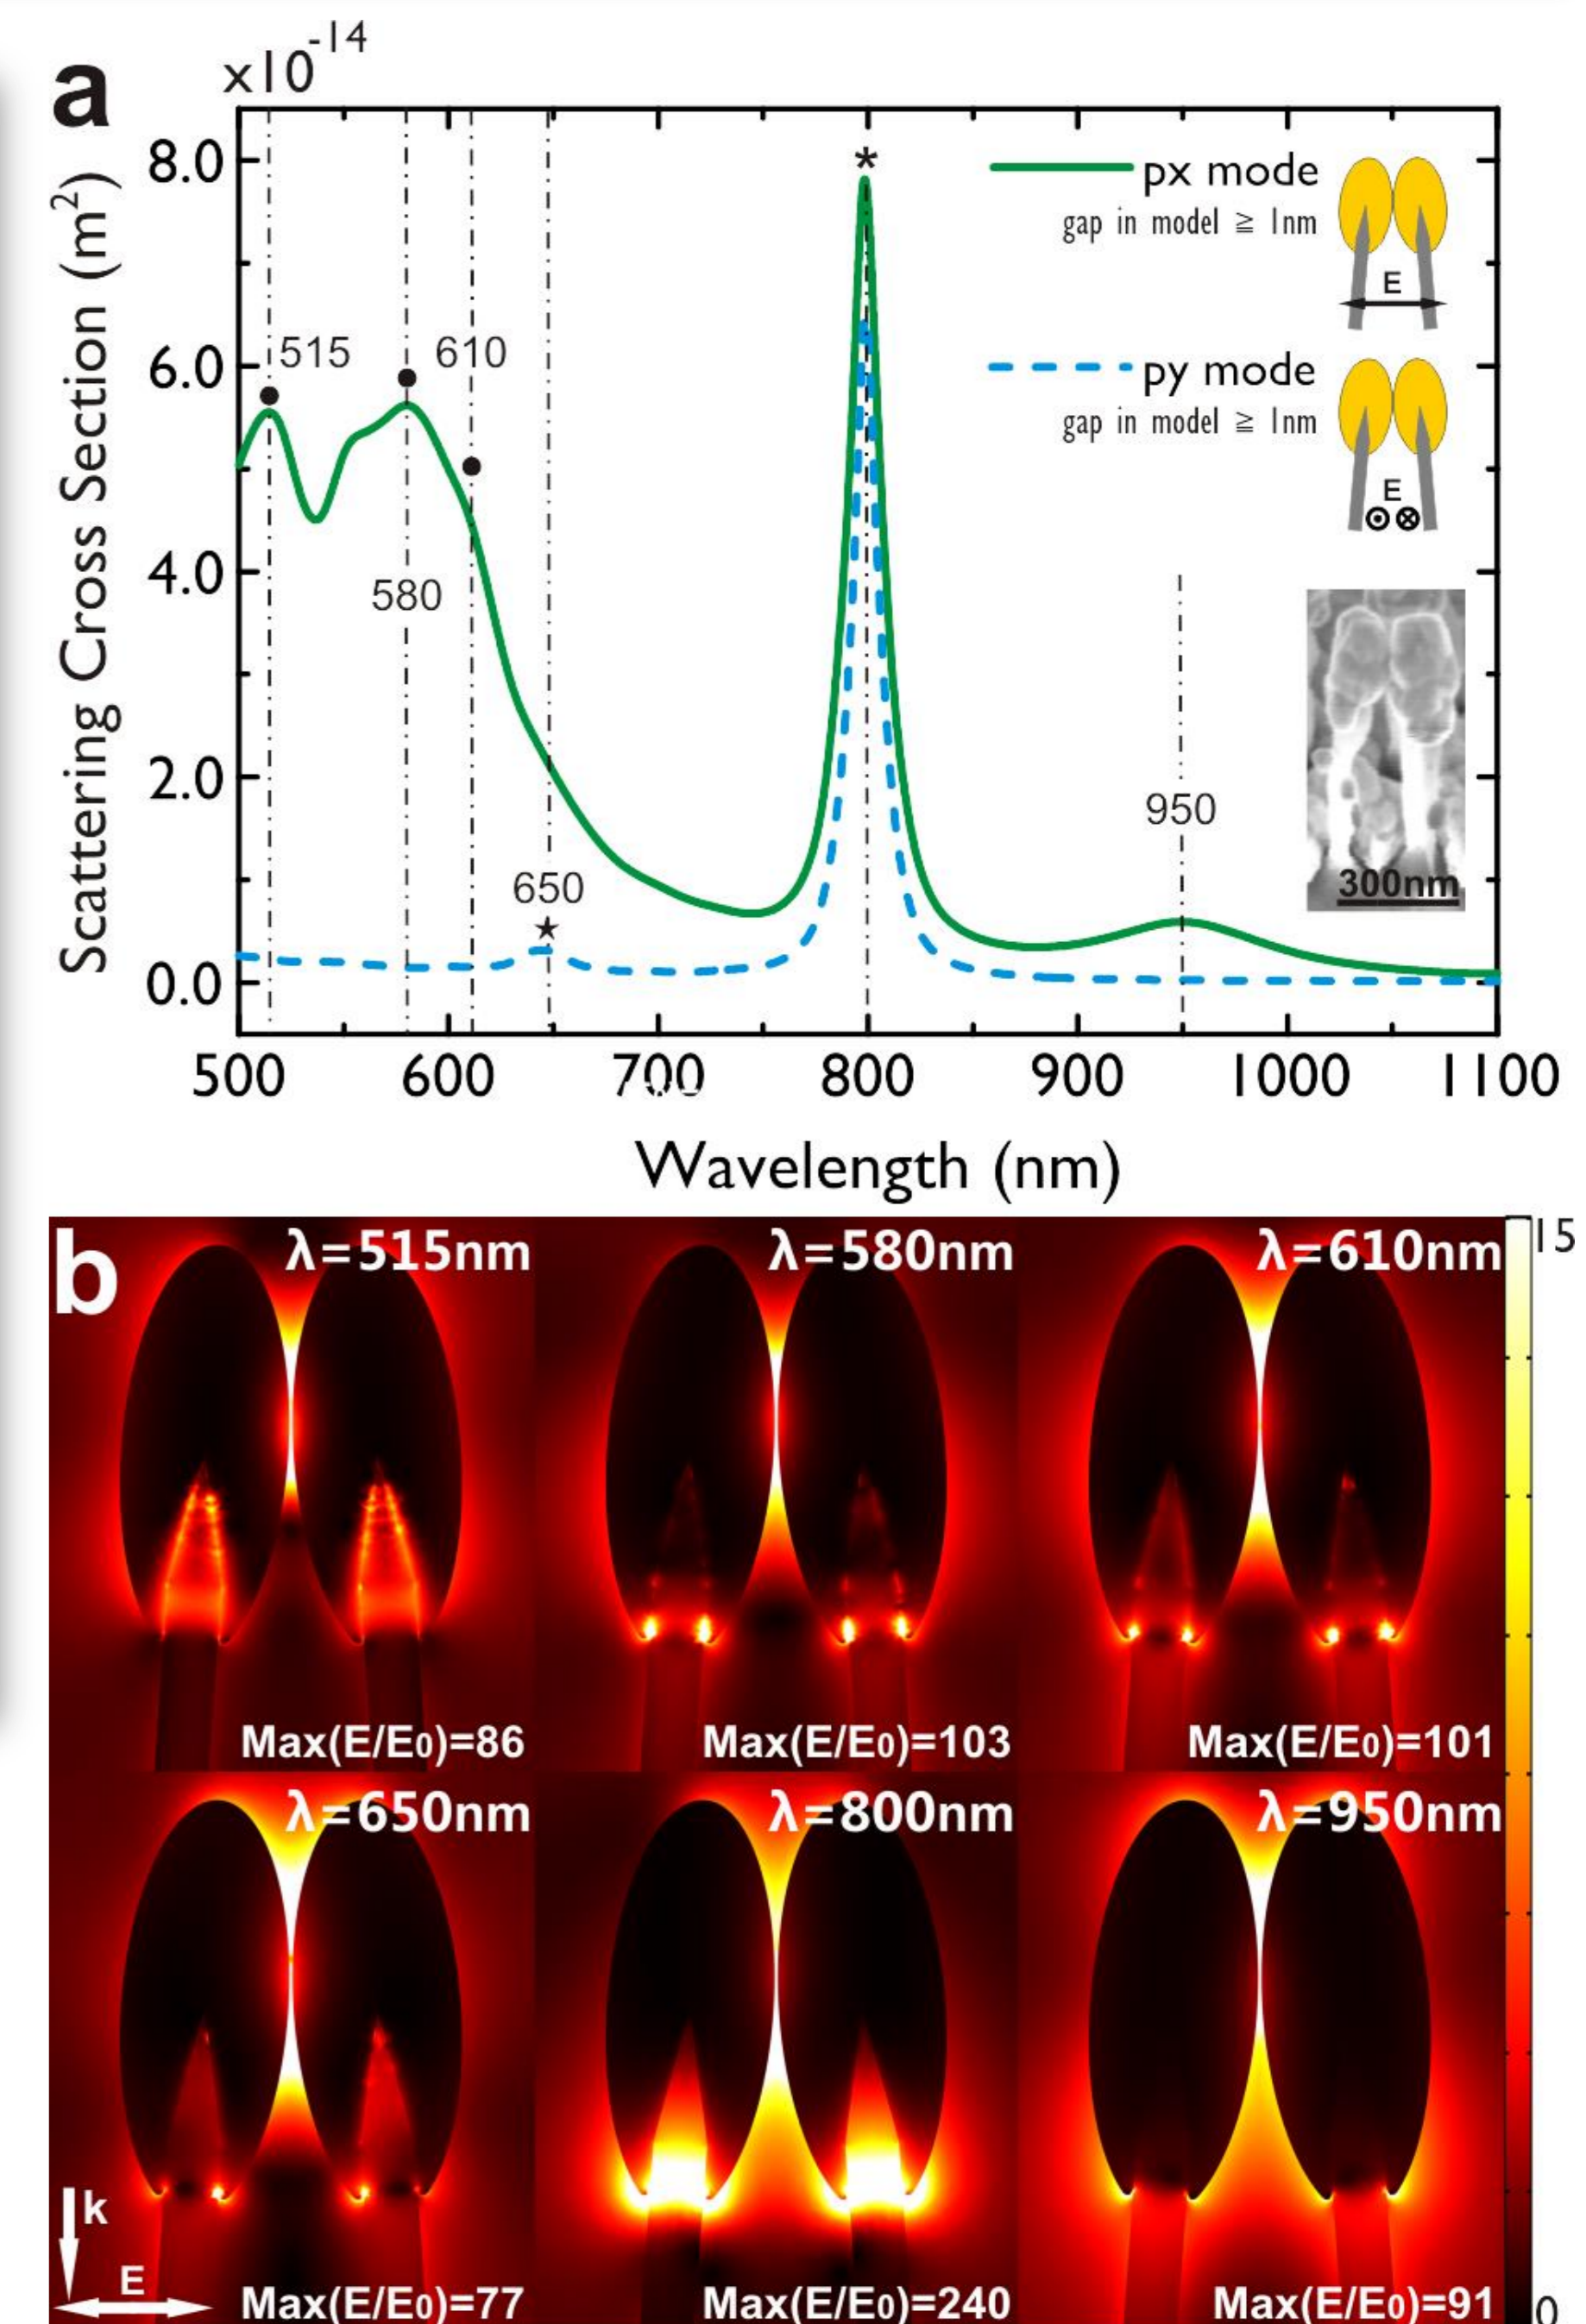 a
x10-14
Scattering Cross Section (m2)
8.0
6.0
4.0
2.0
0.0
515
580
610
650
*
★
950
px mode
gap in model ≧ 1nm
E
py mode
gap in model ≧ 1nm
E
300nm
500 600 700 800 900 1000 1100
Wavelength (nm)
b
λ=515nm
Max(E/E0)=86
λ=580nm
Max(E/E0)=103
λ=610nm
Max(E/E0)=101
15
λ=650nm
k
E
Max(E/E0)=77
λ=800nm
Max(E/E0)=240
λ=950nm
Max(E/E0)=91
0